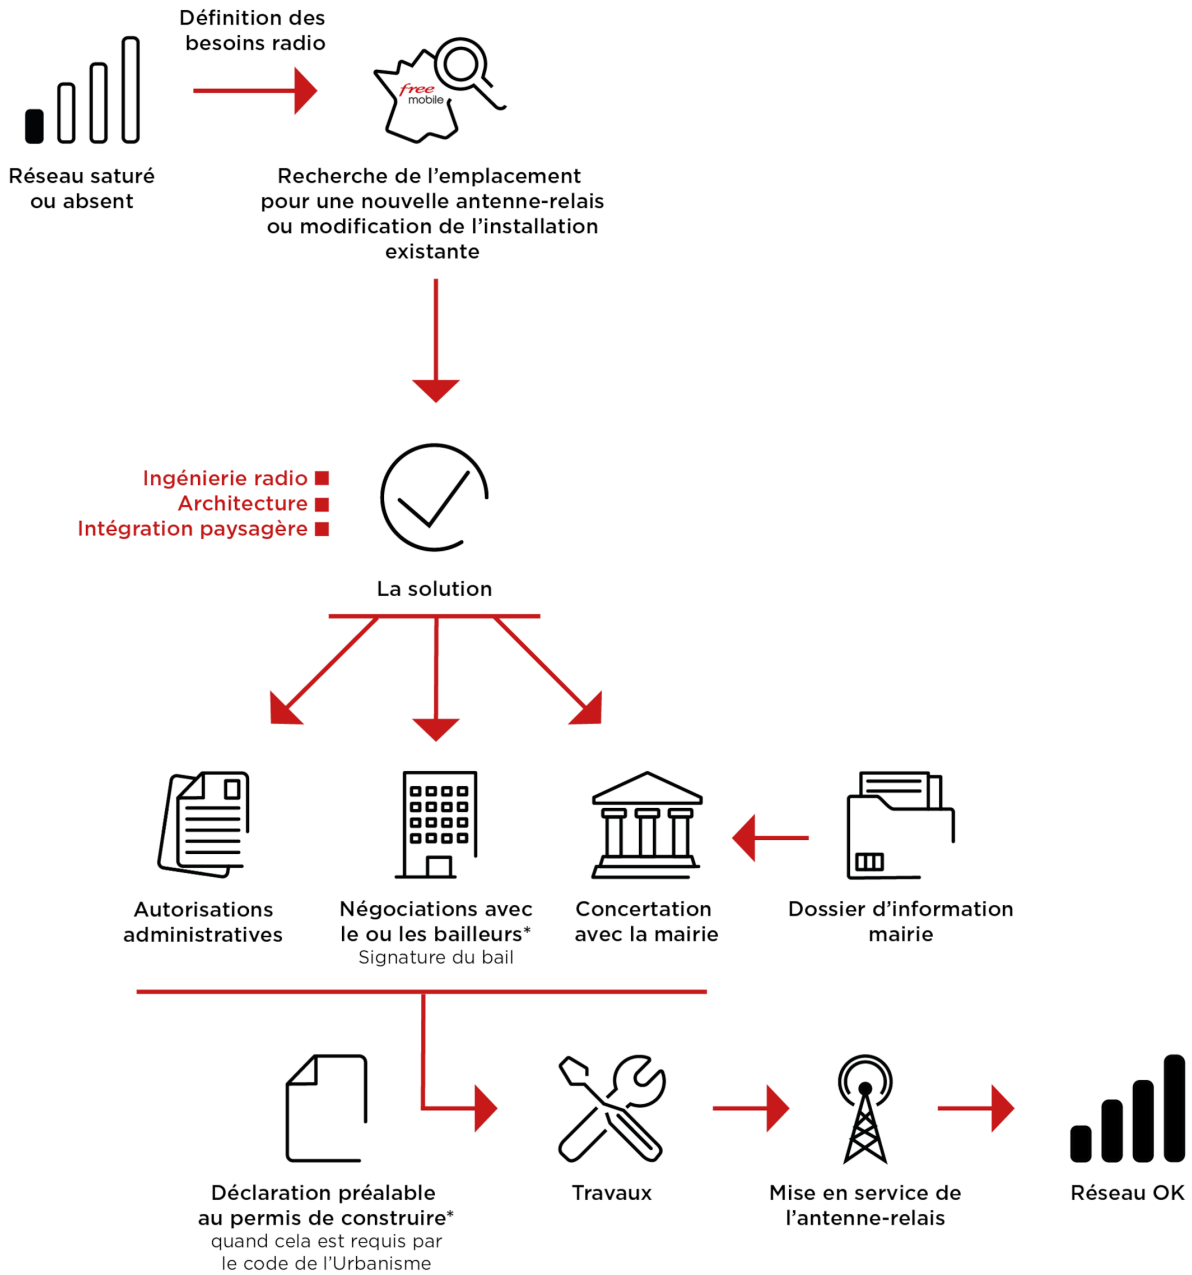 Définition des
besoins radio
free
mobile
Réseau saturé
ou absent
Recherche de l'emplacement
pour une nouvelle antenne-relais
ou modification de l'installation
existante
Ingénierie radio
Architecture
Intégration paysagère
La solution
Autorisations
administratives
Négociations avec
le ou les bailleurs*
Signature du bail
Concertation
avec la mairie
Dossier d'information
mairie
Déclaration préalable
au permis de construire*
quand cela est requis par
le code de l'Urbanisme
Travaux
Mise en service de
l'antenne-relais
Réseau OK